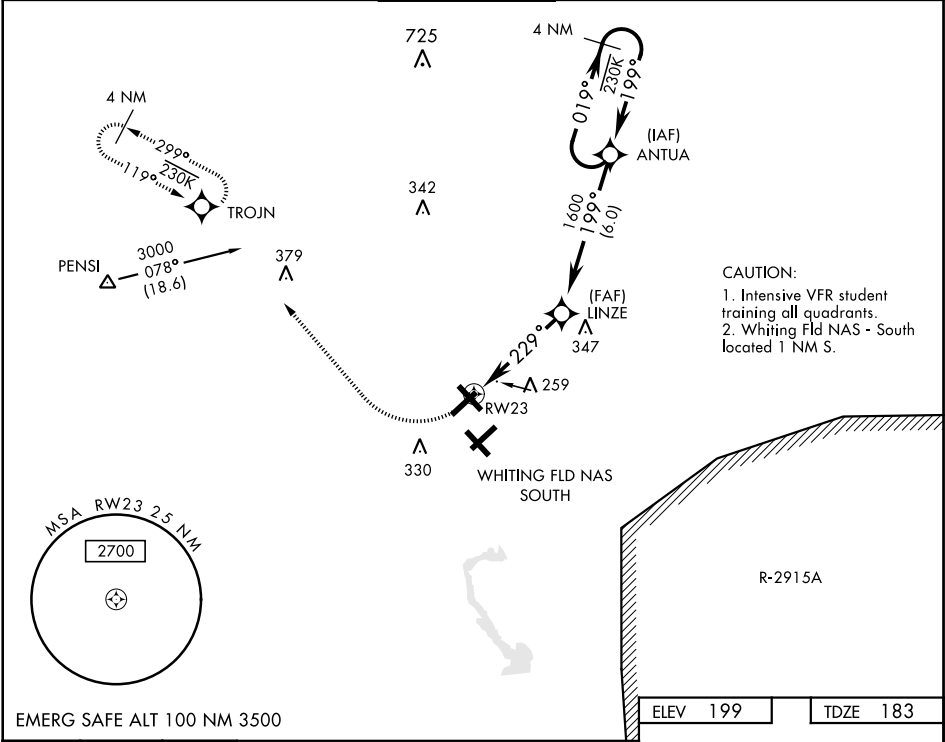 725
4 NM
019°
230K
199°
(IAF)
ANTUA
4 NM
299°
119°
230K
TROJN
342
1600
199°
(6.0)
PENSI
3000
078°
(18.6)
379
(FAF)
LINZE
347
229°
259
RW23
330
WHITING FLD NAS
SOUTH
CAUTION:
1. Intensive VFR student
training all quadrants.
2. Whiting Fld NAS - South
located 1 NM S.
MSA RW23 25 NM
2700
R-2915A
EMERG SAFE ALT 100 NM 3500
ELEV 199
TDZE 183